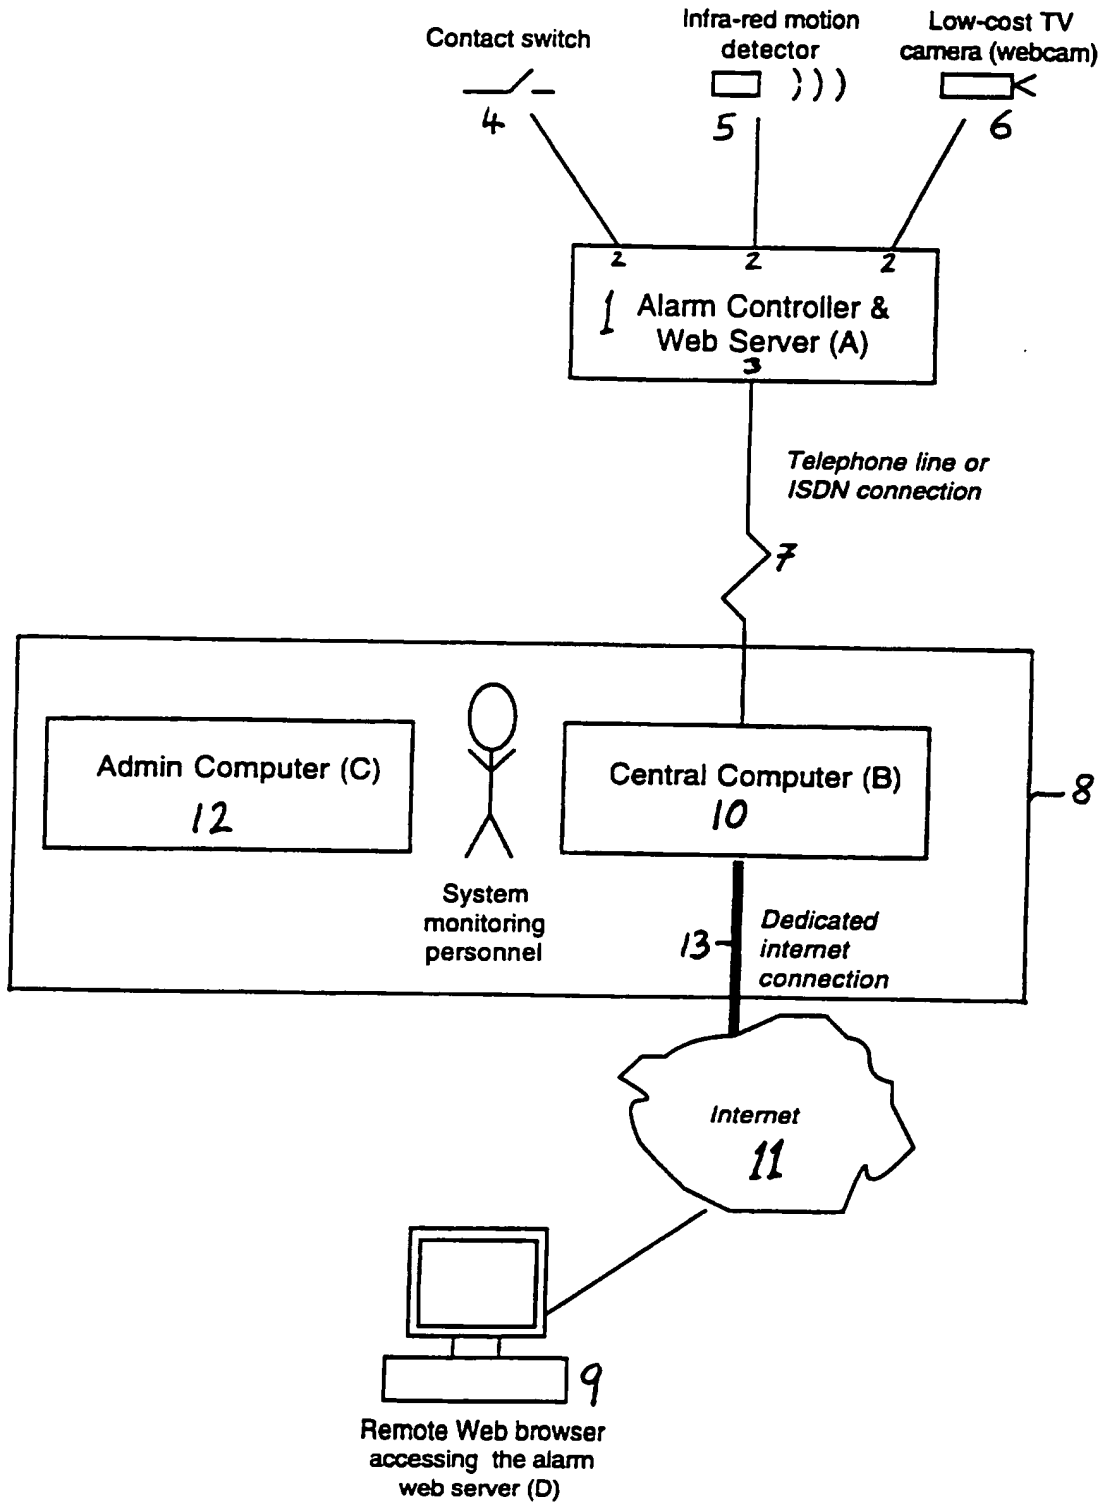 Contact switch
4
Infra-red motion
detector
5
Low-cost TV
camera (webcam)
6
2 2 2
1 Alarm Controller &
Web Server (A)
3
Telephone line or
ISDN connection
7
8
Admin Computer (C)
12
System
monitoring
personnel
Central Computer (B)
10
13
Dedicated
internet
connection
Internet
11
9
Remote Web browser
accessing the alarm
web server (D)